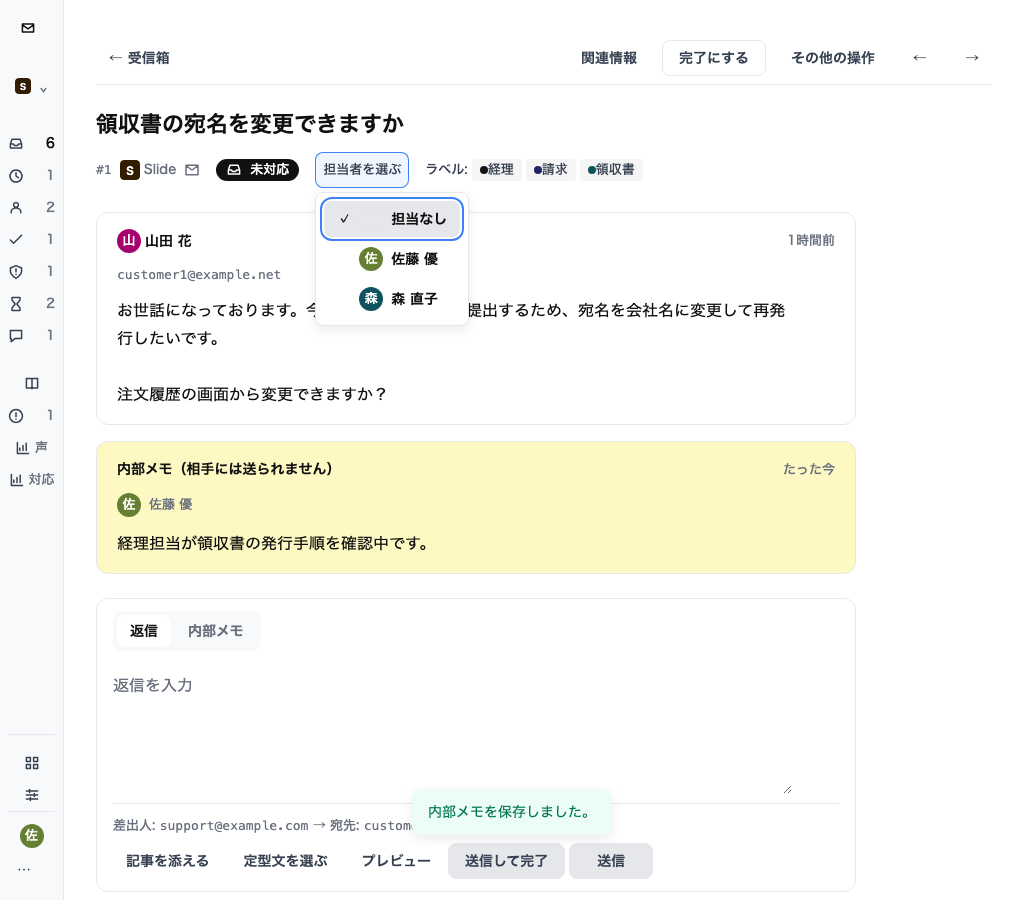 ← 受信箱
関連情報
完了にする
その他の操作
←
→
S
領収書の宛名を変更できますか
6
#1 S Slide 未対応 担当者を選ぶ ラベル: 経理 請求 領収書
1
2
1
1
2
1
✓ 担当なし
佐 佐藤 優
森 森 直子
山 山田 花
1時間前
customer1@example.net
お世話になっております。
提出するため、宛名を会社名に変更して再発
行したいです。
注文履歴の画面から変更できますか？
1
声
対応
内部メモ（相手には送られません）
たった今
佐 佐藤 優
経理担当が領収書の発行手順を確認中です。
返信
内部メモ
返信を入力
内部メモを保存しました。
差出人: support@example.com → 宛先:
記事を添える
定型文を選ぶ
プレビュー
送信して完了
送信
佐
…